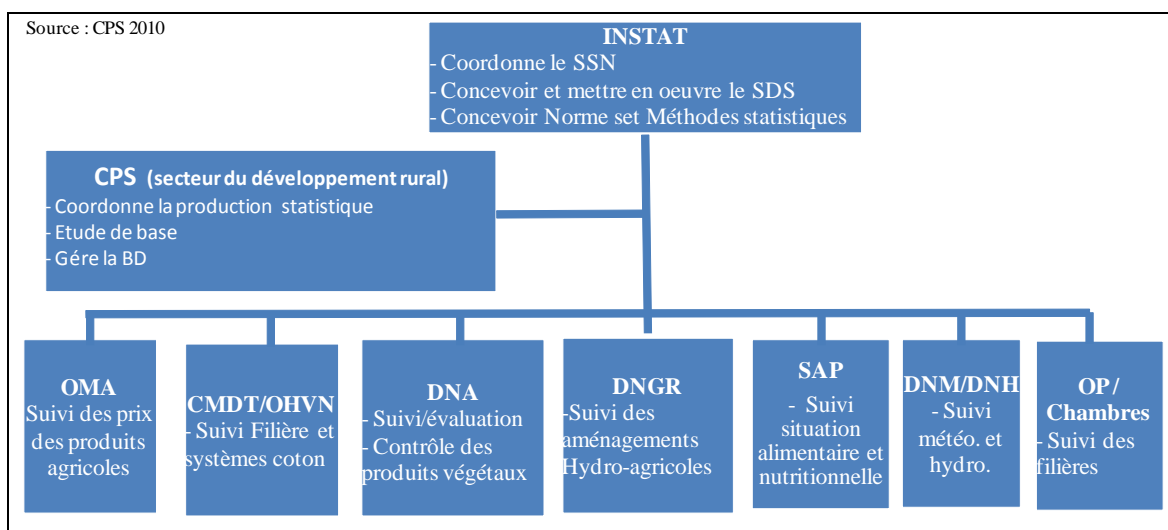 Source : CPS 2010
INSTAT
- Coordonne le SSN
- Concevoir et mettre en oeuvre le SDS
- Concevoir Norme set Méthodes statistiques
CPS (secteur du développement rural)
- Coordonne la production statistique
- Etude de base
- Gére la BD
OMA
Suivi des prix
des produits
agricoles
CMDT/OHVN
- Suivi Filière et
systèmes coton
DNA
- Suivi/évaluation
- Contrôle des
produits végétaux
DNGR
-Suivi des
aménagements
Hydro-agricoles
SAP
- Suivi
situation
alimentaire et
nutritionnelle
DNM/DNH
- Suivi
météo. et
hydro.
OP /
Chambres
- Suivi des
filières